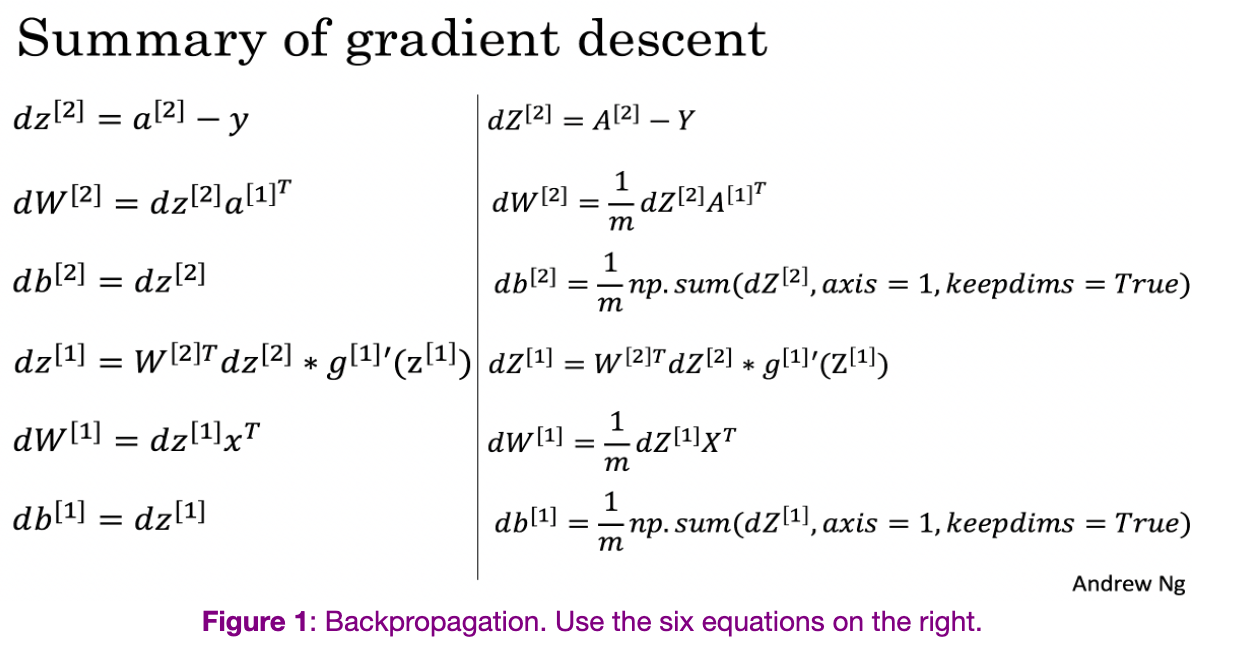 Summary of gradient descent
dz^[2] = a^[2] − y
dW^[2] = dz^[2]a^[1]^T
db^[2] = dz^[2]
dz^[1] = W^[2]T dz^[2] ∗ g^[1]′(z^[1])
dW^[1] = dz^[1]x^T
db^[1] = dz^[1]
dZ^[2] = A^[2] − Y
dW^[2] = 1/m dZ^[2]A^[1]^T
db^[2] = 1/m np.sum(dZ^[2], axis = 1, keepdims = True)
dZ^[1] = W^[2]T dZ^[2] ∗ g^[1]′(Z^[1])
dW^[1] = 1/m dZ^[1]X^T
db^[1] = 1/m np.sum(dZ^[1], axis = 1, keepdims = True)
Andrew Ng
Figure 1: Backpropagation. Use the six equations on the right.